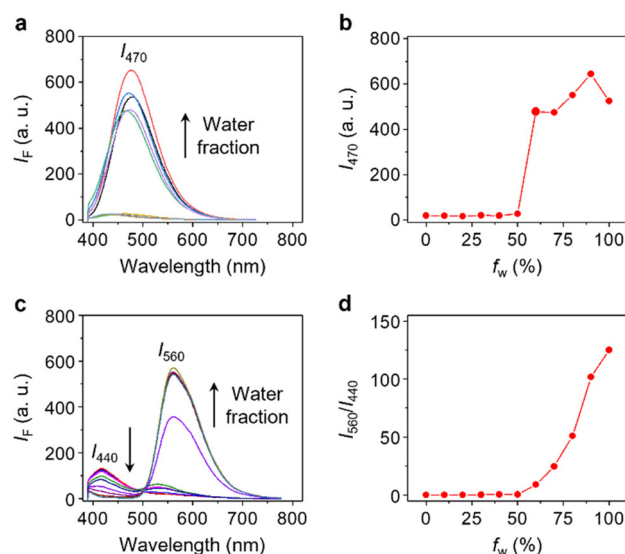 a
I470
Water
fraction
IF (a. u.)
800
600
400
200
0
400 500 600 700 800
Wavelength (nm)
b
I470 (a. u.)
800
600
400
200
0
0 25 50 75 100
fw (%)
c
I560
I440
Water
fraction
IF (a. u.)
800
600
400
200
0
400 500 600 700 800
Wavelength (nm)
d
I560/I440
150
125
100
50
0
0 25 50 75 100
fw (%)